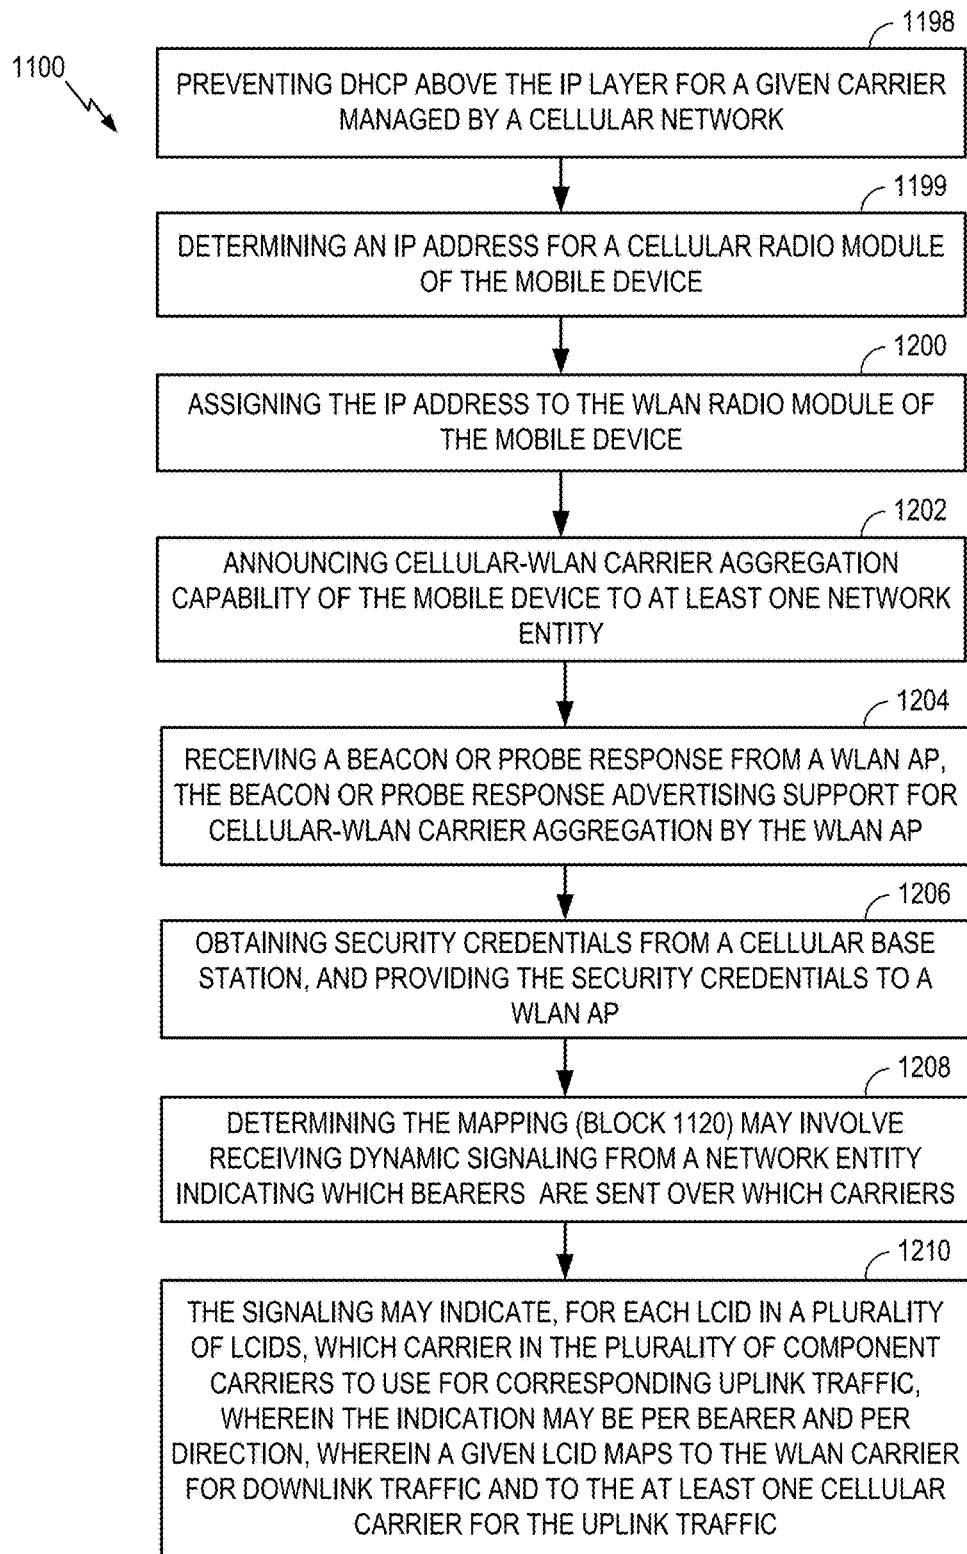 1100
1198
PREVENTING DHCP ABOVE THE IP LAYER FOR A GIVEN CARRIER
MANAGED BY A CELLULAR NETWORK
1199
DETERMINING AN IP ADDRESS FOR A CELLULAR RADIO MODULE
OF THE MOBILE DEVICE
1200
ASSIGNING THE IP ADDRESS TO THE WLAN RADIO MODULE OF
THE MOBILE DEVICE
1202
ANNOUNCING CELLULAR-WLAN CARRIER AGGREGATION
CAPABILITY OF THE MOBILE DEVICE TO AT LEAST ONE NETWORK
ENTITY
1204
RECEIVING A BEACON OR PROBE RESPONSE FROM A WLAN AP,
THE BEACON OR PROBE RESPONSE ADVERTISING SUPPORT FOR
CELLULAR-WLAN CARRIER AGGREGATION BY THE WLAN AP
1206
OBTAINING SECURITY CREDENTIALS FROM A CELLULAR BASE
STATION, AND PROVIDING THE SECURITY CREDENTIALS TO A
WLAN AP
1208
DETERMINING THE MAPPING (BLOCK 1120) MAY INVOLVE
RECEIVING DYNAMIC SIGNALING FROM A NETWORK ENTITY
INDICATING WHICH BEARERS ARE SENT OVER WHICH CARRIERS
1210
THE SIGNALING MAY INDICATE, FOR EACH LCID IN A PLURALITY
OF LCIDS, WHICH CARRIER IN THE PLURALITY OF COMPONENT
CARRIERS TO USE FOR CORRESPONDING UPLINK TRAFFIC,
WHEREIN THE INDICATION MAY BE PER BEARER AND PER
DIRECTION, WHEREIN A GIVEN LCID MAPS TO THE WLAN CARRIER
FOR DOWNLINK TRAFFIC AND TO THE AT LEAST ONE CELLULAR
CARRIER FOR THE UPLINK TRAFFIC